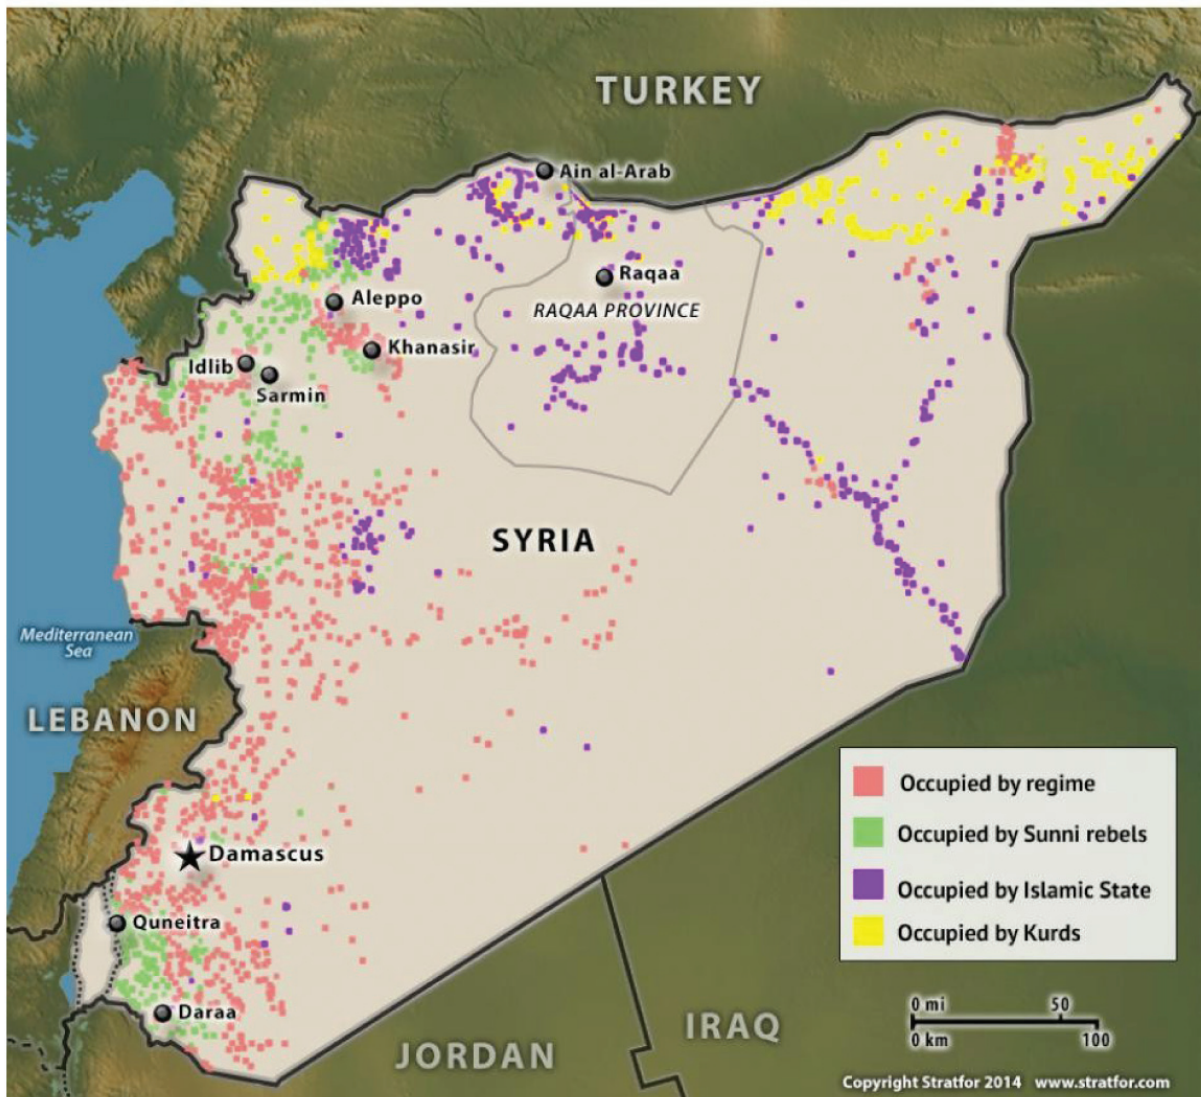 TURKEY
Ain al-Arab
Raqaa
RAQAA PROVINCE
Aleppo
Khanasir
Idlib
Sarmin
SYRIA
Mediterranean
Sea
LEBANON
Occupied by regime
Occupied by Sunni rebels
Occupied by Islamic State
Occupied by Kurds
Damascus
Quneitra
Daraa
JORDAN
IRAQ
0 mi 50
0 km 100
Copyright Stratfor 2014 www.stratfor.com